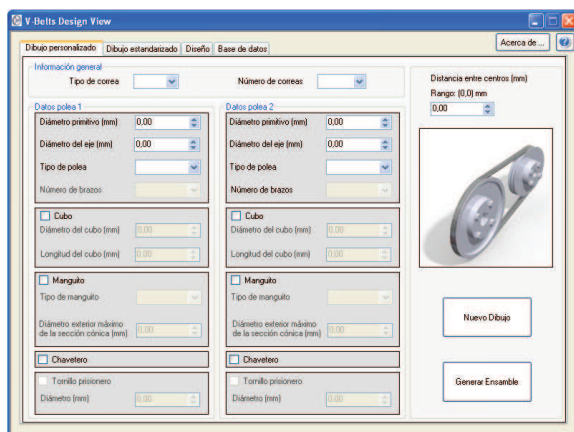 V-Belts Design View
Acerca de ...
Dibujo personalizado Dibujo estandarizado Diseño Base de datos
Información general
Tipo de correa
Número de correas
Datos polea 1
Diámetro primitivo (mm) 0,00
Diámetro del eje (mm) 0,00
Tipo de polea
Número de brazos
Cubo
Diámetro del cubo (mm) 0,00
Longitud del cubo (mm) 0,00
Manguito
Tipo de manguito
Diámetro exterior máximo
de la sección cónica (mm) 0,00
Chavetero
Tornillo prisionero
Diámetro (mm) 0,00
Datos polea 2
Diámetro primitivo (mm) 0,00
Diámetro del eje (mm) 0,00
Tipo de polea
Número de brazos
Cubo
Diámetro del cubo (mm) 0,00
Longitud del cubo (mm) 0,00
Manguito
Tipo de manguito
Diámetro exterior máximo
de la sección cónica (mm) 0,00
Chavetero
Tornillo prisionero
Diámetro (mm) 0,00
Distancia entre centros (mm)
Rango: (0,0) mm
0,00
Nuevo Dibujo
Generar Ensamble